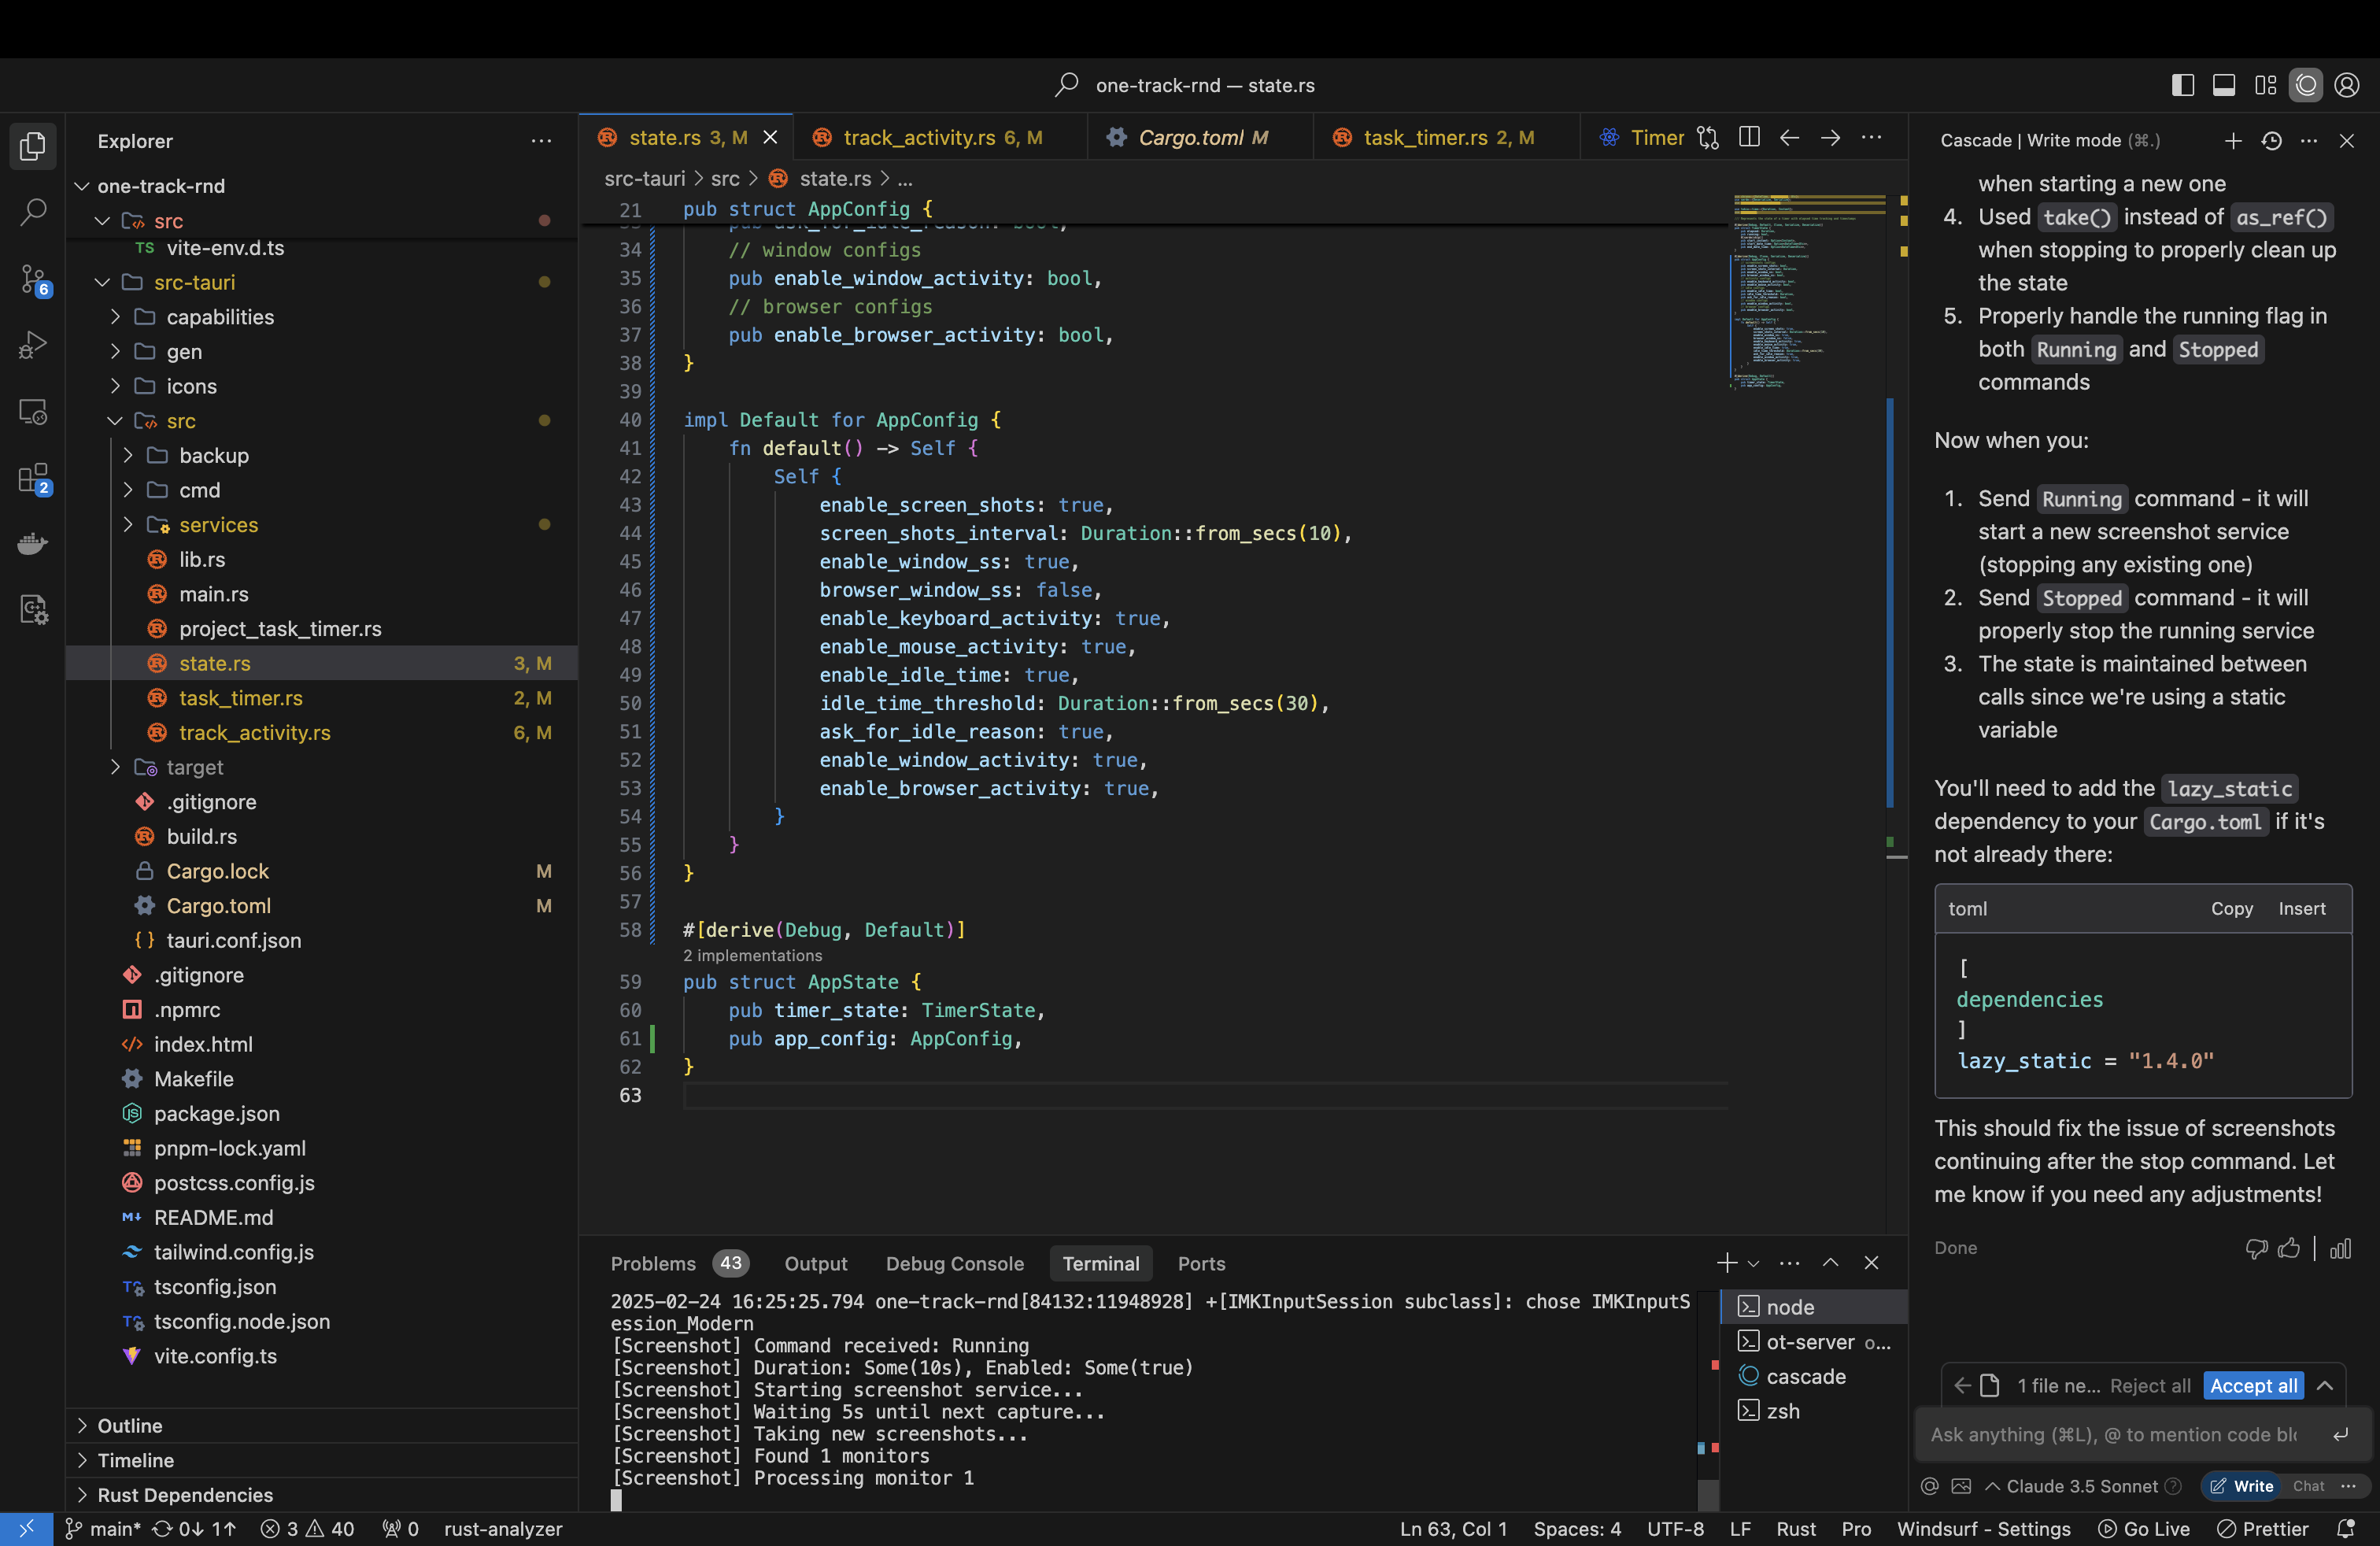 one-track-rnd — state.rs
Explorer
one-track-rnd
src
TS vite-env.d.ts
src-tauri
capabilities
gen
icons
src
backup
cmd
services
lib.rs
main.rs
project_task_timer.rs
state.rs 3, M
task_timer.rs 2, M
track_activity.rs 6, M
target
.gitignore
build.rs
Cargo.lock M
Cargo.toml M
tauri.conf.json
.gitignore
.npmrc
index.html
Makefile
package.json
pnpm-lock.yaml
postcss.config.js
README.md
tailwind.config.js
tsconfig.json
tsconfig.node.json
vite.config.ts
Outline
Timeline
Rust Dependencies
6
2
state.rs 3, M
track_activity.rs 6, M
Cargo.toml M
task_timer.rs 2, M
Timer
src-tauri > src > state.rs > ...
21 pub struct AppConfig {
34 // window configs
35 pub enable_window_activity: bool,
36 // browser configs
37 pub enable_browser_activity: bool,
38 }
39
40 impl Default for AppConfig {
41 fn default() -> Self {
42 Self {
43 enable_screen_shots: true,
44 screen_shots_interval: Duration::from_secs(10),
45 enable_window_ss: true,
46 browser_window_ss: false,
47 enable_keyboard_activity: true,
48 enable_mouse_activity: true,
49 enable_idle_time: true,
50 idle_time_threshold: Duration::from_secs(30),
51 ask_for_idle_reason: true,
52 enable_window_activity: true,
53 enable_browser_activity: true,
54 }
55 }
56 }
57
58 #[derive(Debug, Default)]
2 implementations
59 pub struct AppState {
60 pub timer_state: TimerState,
61 pub app_config: AppConfig,
62 }
63
Problems 43 Output Debug Console Terminal Ports
2025-02-24 16:25:25.794 one-track-rnd[84132:11948928] +[IMKInputSession subclass]: chose IMKInputS
ession_Modern
[Screenshot] Command received: Running
[Screenshot] Duration: Some(10s), Enabled: Some(true)
[Screenshot] Starting screenshot service...
[Screenshot] Waiting 5s until next capture...
[Screenshot] Taking new screenshots...
[Screenshot] Found 1 monitors
[Screenshot] Processing monitor 1
node
ot-server o...
cascade
zsh
Cascade | Write mode (⌘.)
when starting a new one
4. Used take() instead of as_ref()
when stopping to properly clean up
the state
5. Properly handle the running flag in
both Running and Stopped
commands
Now when you:
1. Send Running command - it will
start a new screenshot service
(stopping any existing one)
2. Send Stopped command - it will
properly stop the running service
3. The state is maintained between
calls since we're using a static
variable
You'll need to add the lazy_static
dependency to your Cargo.toml if it's
not already there:
toml Copy Insert
[
dependencies
]
lazy_static = "1.4.0"
This should fix the issue of screenshots
continuing after the stop command. Let
me know if you need any adjustments!
Done
1 file ne... Reject all Accept all
Ask anything (⌘L), @ to mention code
Claude 3.5 Sonnet Write Chat
main* 0↓ 1↑ 3 40 0 rust-analyzer
Ln 63, Col 1 Spaces: 4 UTF-8 LF Rust Pro Windsurf - Settings Go Live Prettier